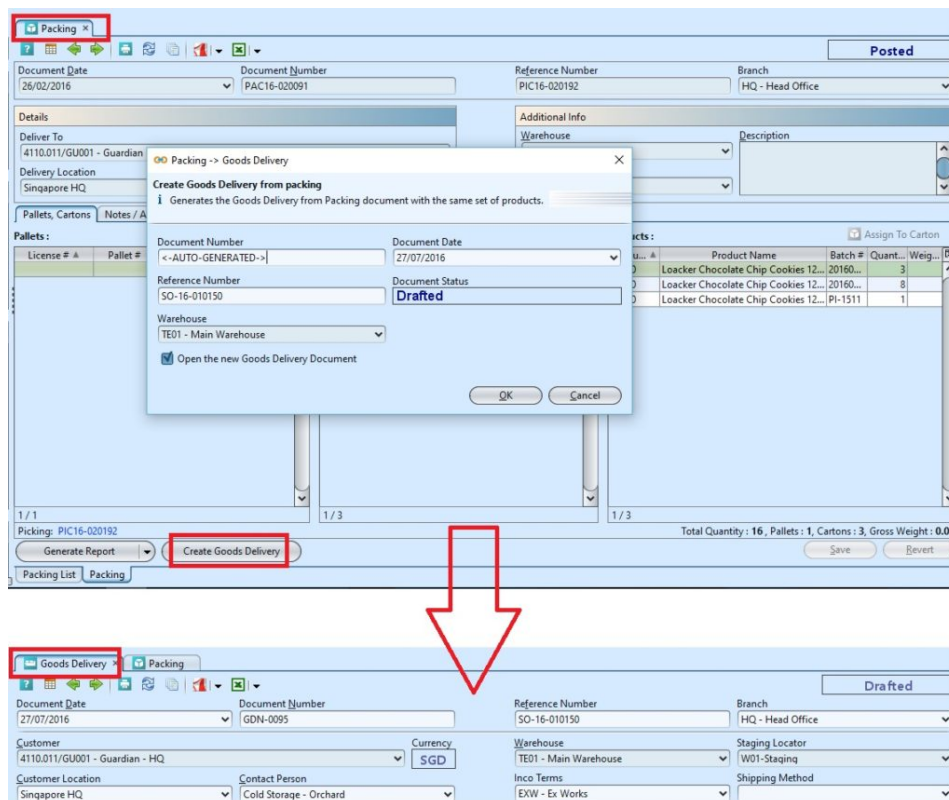 Packing
Posted
Document Date
Document Number
Reference Number
Branch
26/02/2016
PAC16-020091
PIC16-020192
HQ - Head Office
Details
Additional Info
Deliver To
Warehouse
Description
4110.011/GU001 - Guardian
Delivery Location
Singapore HQ
Packing -> Goods Delivery
Create Goods Delivery from packing
i Generates the Goods Delivery from Packing document with the same set of products.
Document Number
Document Date
<-AUTO-GENERATED->
27/07/2016
Reference Number
Document Status
SO-16-010150
Drafted
Warehouse
TE01 - Main Warehouse
Open the new Goods Delivery Document
OK
Cancel
Pallets, Cartons
Notes / A
Pallets :
ucts :
Assign To Carton
License #
Pallet #
u...
Product Name
Batch #
Quant...
Weig...
Loacker Chocolate Chip Cookies 12... 20160... 3
Loacker Chocolate Chip Cookies 12... 20160... 8
Loacker Chocolate Chip Cookies 12... PI-1511 1
1 / 1
1 / 3
1 / 3
Picking: PIC16-020192
Total Quantity : 16 , Pallets : 1, Cartons : 3, Gross Weight : 0.0
Generate Report
Create Goods Delivery
Save
Revert
Packing List
Packing
Goods Delivery
Packing
Drafted
Document Date
Document Number
Reference Number
Branch
27/07/2016
GDN-0095
SO-16-010150
HQ - Head Office
Customer
Currency
Warehouse
Staging Locator
4110.011/GU001 - Guardian - HQ
SGD
TE01 - Main Warehouse
W01-Staging
Customer Location
Contact Person
Inco Terms
Shipping Method
Singapore HQ
Cold Storage - Orchard
EXW - Ex Works